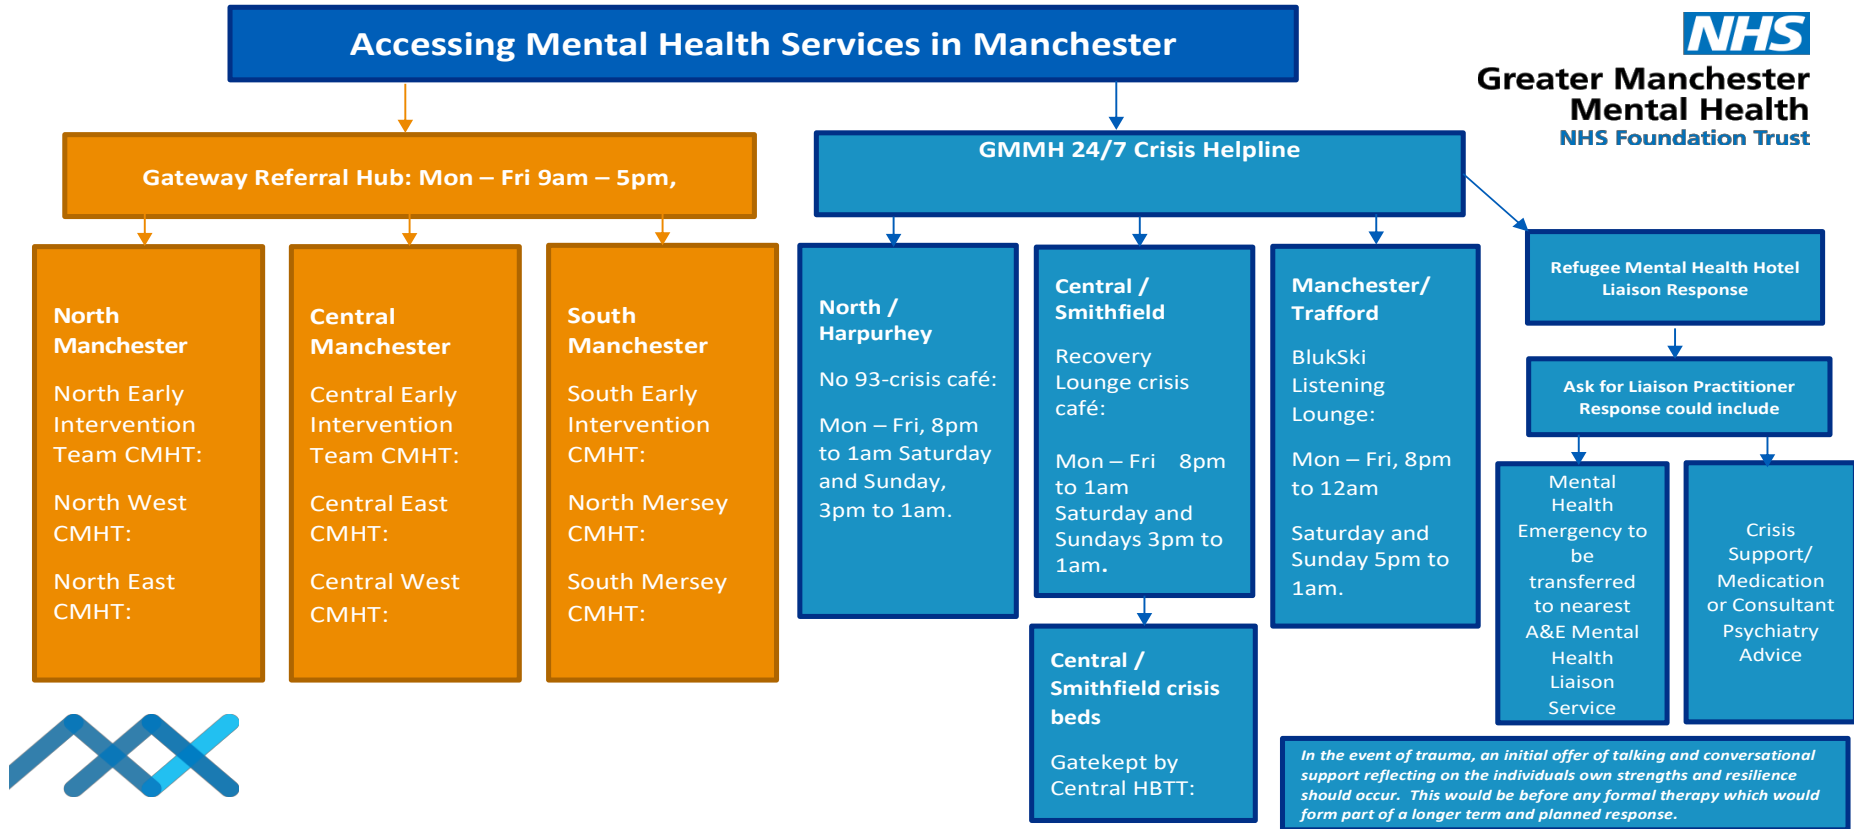 Accessing Mental Health Services in Manchester
NHS
Greater Manchester
Mental Health
NHS Foundation Trust
Gateway Referral Hub: Mon – Fri 9am – 5pm,
GMMH 24/7 Crisis Helpline
North
Manchester
North Early
Intervention
Team CMHT:
North West
CMHT:
North East
CMHT:
Central
Manchester
Central Early
Intervention
Team CMHT:
Central East
CMHT:
Central West
CMHT:
South
Manchester
South Early
Intervention
CMHT:
North Mersey
CMHT:
South Mersey
CMHT:
North /
Harpurhey
No 93-crisis café:
Mon – Fri, 8pm
to 1am Saturday
and Sunday,
3pm to 1am.
Central /
Smithfield
Recovery
Lounge crisis
café:
Mon – Fri 8pm
to 1am
Saturday and
Sundays 3pm to
1am.
Central /
Smithfield crisis
beds
Gatekept by
Central HBTT:
Manchester/
Trafford
BlukSki
Listening
Lounge:
Mon – Fri, 8pm
to 12am
Saturday and
Sunday 5pm to
1am.
Refugee Mental Health Hotel
Liaison Response
Ask for Liaison Practitioner
Response could include
Mental
Health
Emergency to
be
transferred
to nearest
A&E Mental
Health
Liaison
Service
Crisis
Support/
Medication
or Consultant
Psychiatry
Advice
In the event of trauma, an initial offer of talking and conversational
support reflecting on the individuals own strengths and resilience
should occur. This would be before any formal therapy which would
form part of a longer term and planned response.